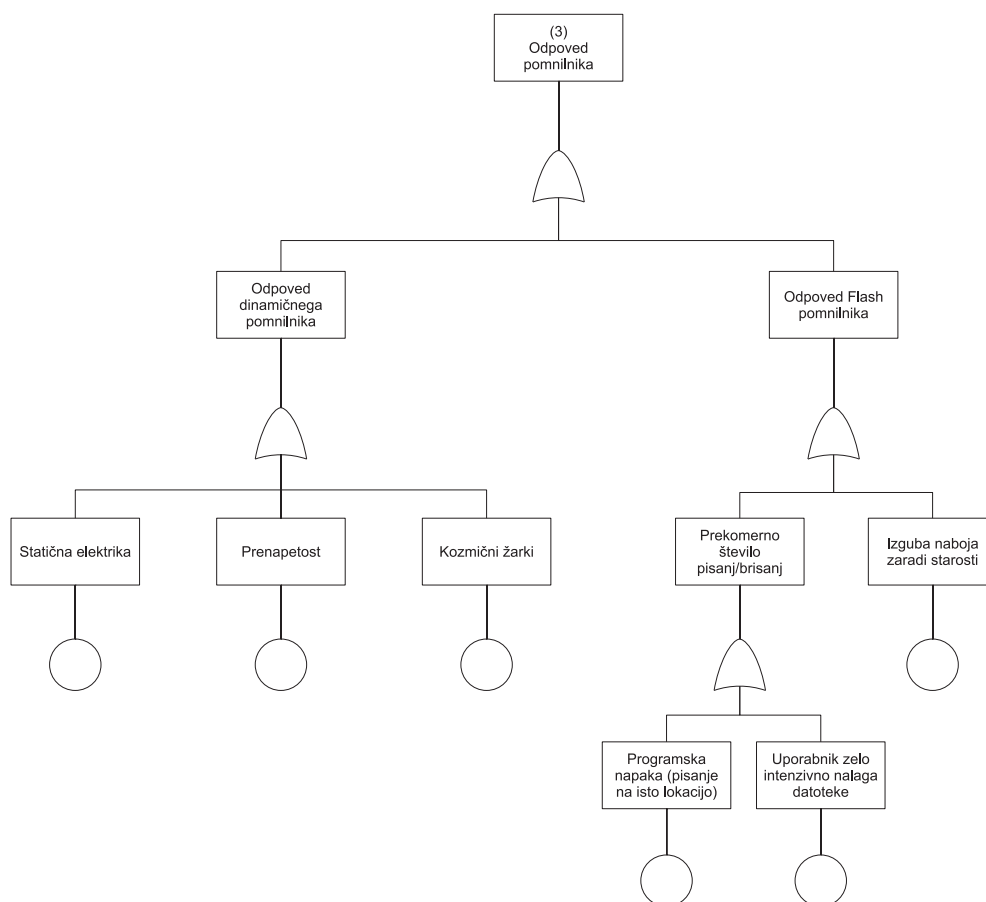 (3)
Odpoved
pomnilnika
Odpoved
dinamičnega
pomnilnika
Odpoved Flash
pomnilnika
Statična elektrika
Prenapetost
Kozmični žarki
Prekomerno
število
pisanj/brisanj
Izguba naboja
zaradi starosti
Programska
napaka (pisanje
na isto lokacijo)
Uporabnik zelo
intenzivno nalaga
datoteke